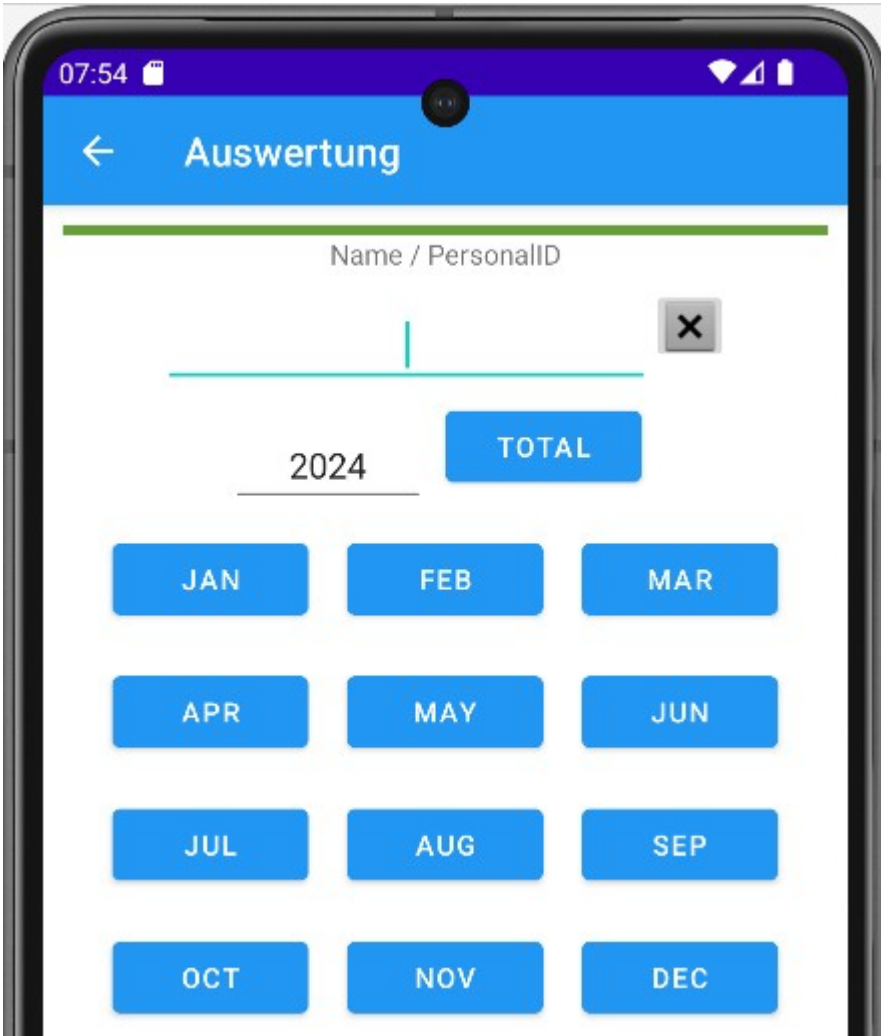 07:54
Auswertung
Name / PersonalID
2024 TOTAL
JAN FEB MAR
APR MAY JUN
JUL AUG SEP
OCT NOV DEC